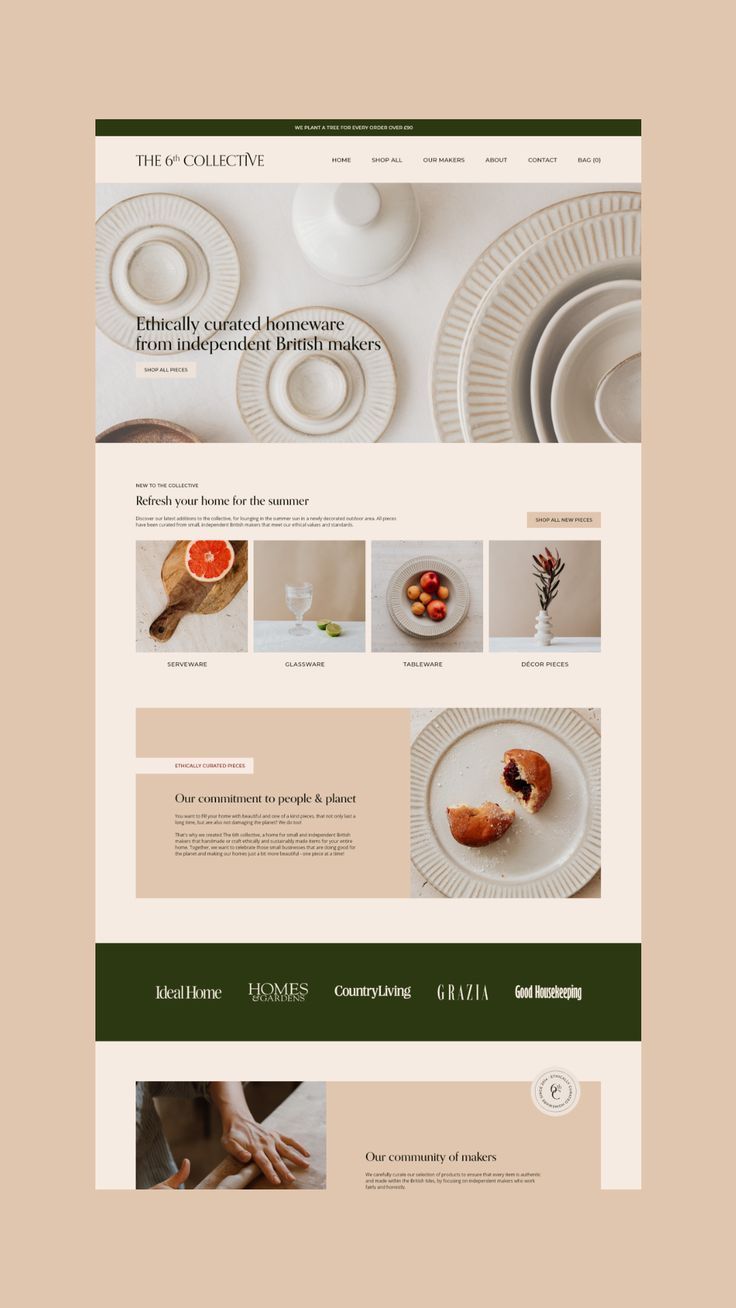 WE PLANT A TREE FOR EVERY ORDER OVER £90
THE 6th COLLECTIVE
HOME
SHOP ALL
OUR MAKERS
ABOUT
CONTACT
BAG (0)
Ethically curated homeware
from independent British makers
SHOP ALL PIECES
NEW TO THE COLLECTIVE
Refresh your home for the summer
Discover our latest additions to the collective, for lounging in the summer sun in a newly decorated outdoor area. All pieces
have been curated from small, independent British makers that meet our ethical values and standards.
SHOP ALL NEW PIECES
SERVEWARE
GLASSWARE
TABLEWARE
DÉCOR PIECES
ETHICALLY CURATED PIECES
Our commitment to people & planet
You want to fill your home with beautiful and one of a kind pieces, that not only last a
long time, but are also not damaging the planet? We do too!
That's why we created The 6th collective, a home for small and independent British
makers that handmake or craft ethically and sustainably made items for your entire
home. Together, we want to celebrate those small businesses that are doing good for
the planet and making our homes just a bit more beautiful - one piece at a time!
Ideal Home
HOMES
& GARDENS
CountryLiving
GRAZIA
Good Housekeeping
ETHICALLY CURATED HOMEWARE SINCE
6th C
Our community of makers
We carefully curate our selection of products to ensure that every item is authentic
and made within the British Isles, by focusing on independent makers who work
fairly and honestly.